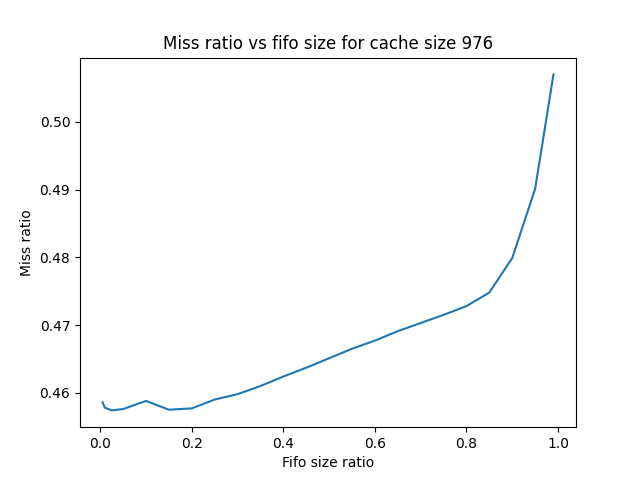 Miss ratio vs fifo size for cache size 976
0.50
0.49
0.48
0.47
0.46
Miss ratio
0.0 0.2 0.4 0.6 0.8 1.0
Fifo size ratio